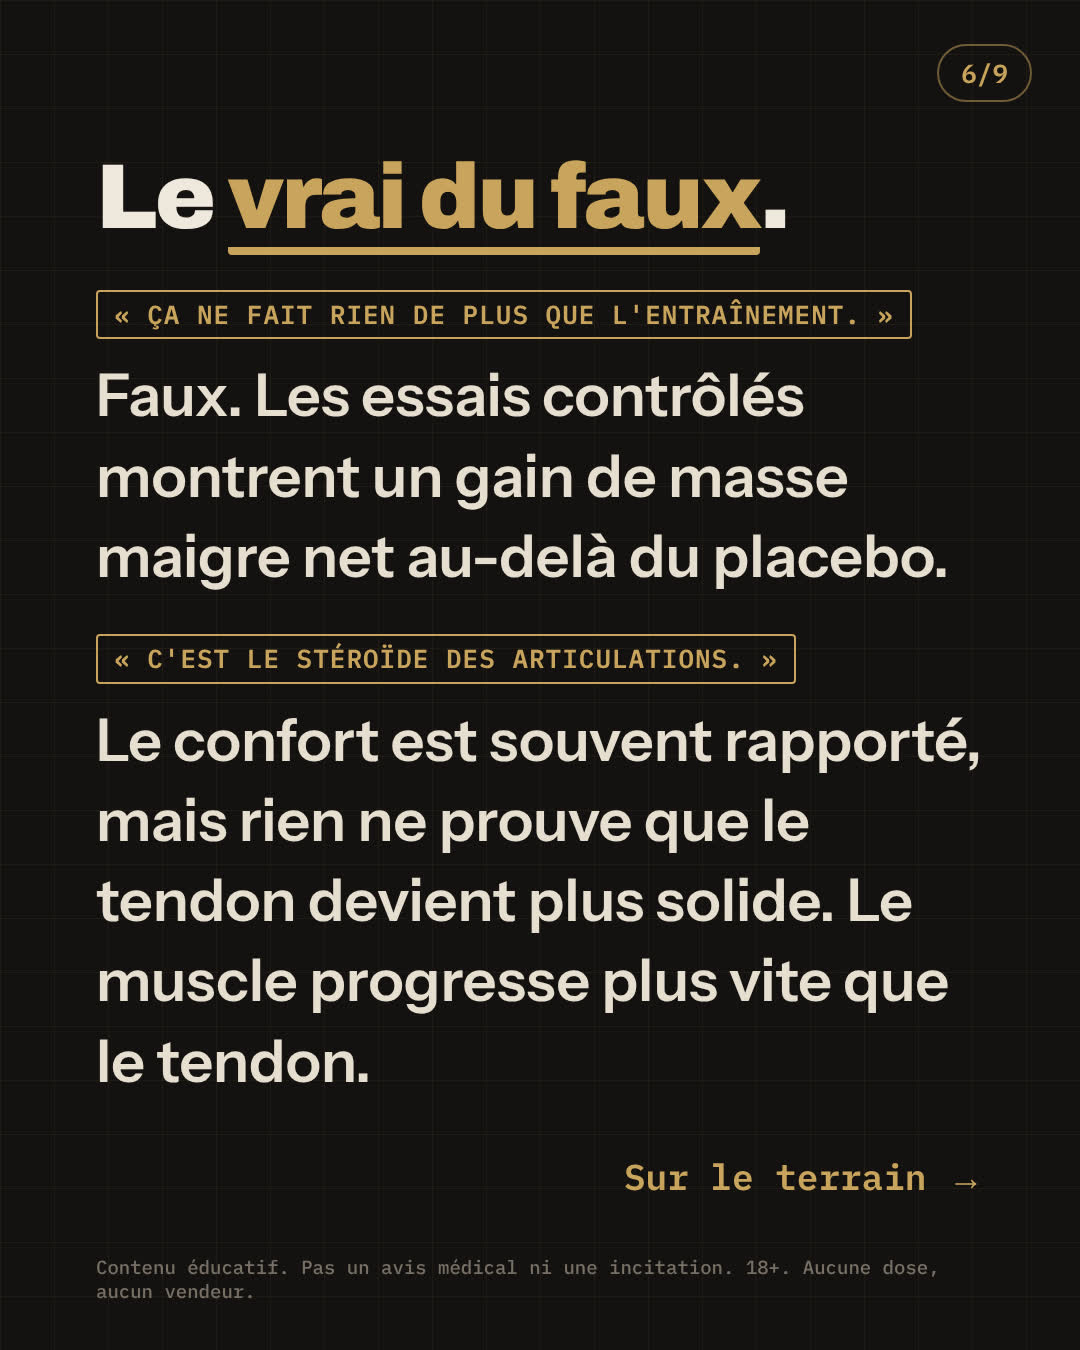 6/9
Le vrai du faux.
« ÇA NE FAIT RIEN DE PLUS QUE L'ENTRAÎNEMENT. »
Faux. Les essais contrôlés
montrent un gain de masse
maigre net au-delà du placebo.
« C'EST LE STÉROÏDE DES ARTICULATIONS. »
Le confort est souvent rapporté,
mais rien ne prouve que le
tendon devient plus solide. Le
muscle progresse plus vite que
le tendon.
Sur le terrain →
Contenu éducatif. Pas un avis médical ni une incitation. 18+. Aucune dose,
aucun vendeur.